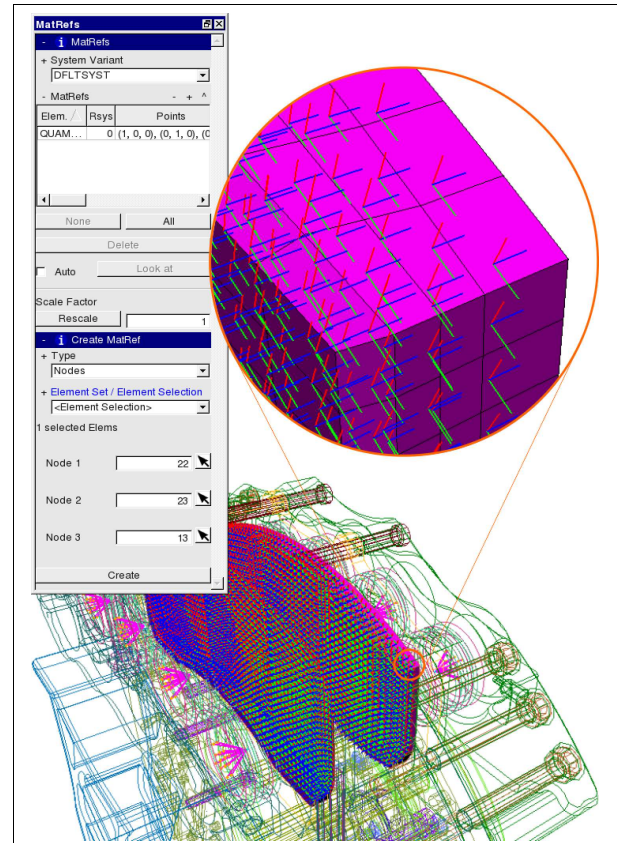 MatRefs
- i MatRefs
+ System Variant
DFLTSYST
- MatRefs - + ^
Elem. Rsys Points
QUAM... 0 (1, 0, 0), (0, 1, 0), (0
None All
Delete
Auto Look at
Scale Factor
Rescale 1
- i Create MatRef
+ Type
Nodes
+ Element Set / Element Selection
<Element Selection>
1 selected Elems
Node 1 22
Node 2 23
Node 3 13
Create